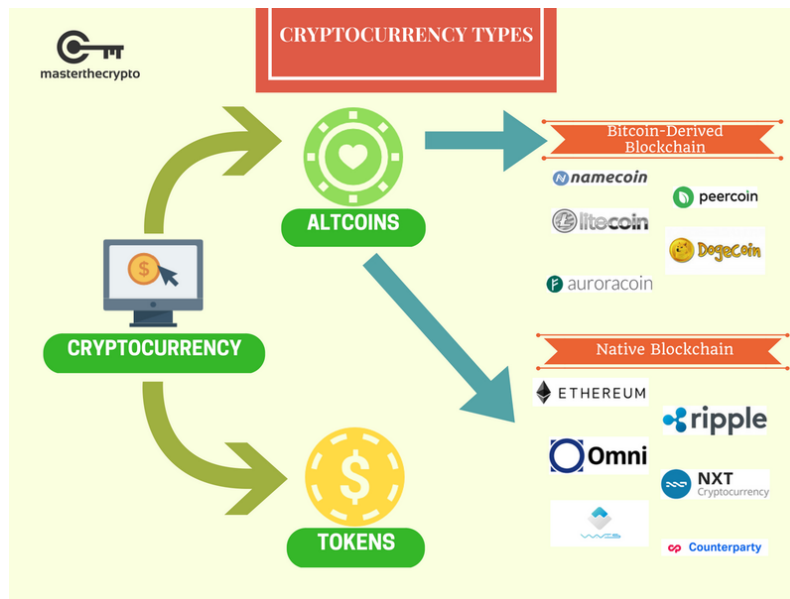 CRYPTOCURRENCY TYPES
masterthecrypto
Bitcoin-Derived
Blockchain
namecoin
peercoin
litecoin
DogeCoin
auroracoin
ALTCOINS
$
CRYPTOCURRENCY
Native Blockchain
ETHEREUM
ripple
Omni
NXT
Cryptocurrency
WAVES
Counterparty
$
TOKENS